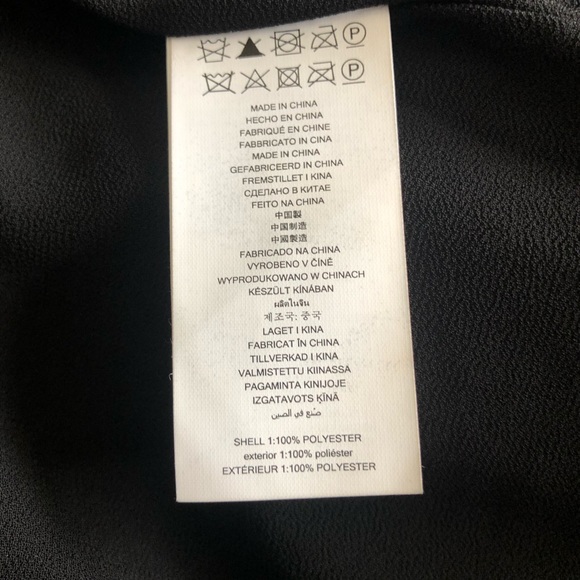 P
P
MADE IN CHINA
HECHO EN CHINA
FABRIQUÉ EN CHINE
FABBRICATO IN CINA
MADE IN CHINA
GEFABRICEERD IN CHINA
FREMSTILLET I KINA
СДЕЛАНО В КИТАЕ
FEITO NA CHINA
中国製
中国制造
中國製造
FABRICADO NA CHINA
VYROBENO V ČÍNĚ
WYPRODUKOWANO W CHINACH
KÉSZÜLT KÍNÁBAN
ผลิตในจีน
제조국: 중국
LAGET I KINA
FABRICAT ÎN CHINA
TILLVERKAD I KINA
VALMISTETTU KIINASSA
PAGAMINTA KINIJOJE
IZGATAVOTS ĶĪNĀ
صُنع في الصين
SHELL 1:100% POLYESTER
exterior 1:100% poliéster
EXTÉRIEUR 1:100% POLYESTER